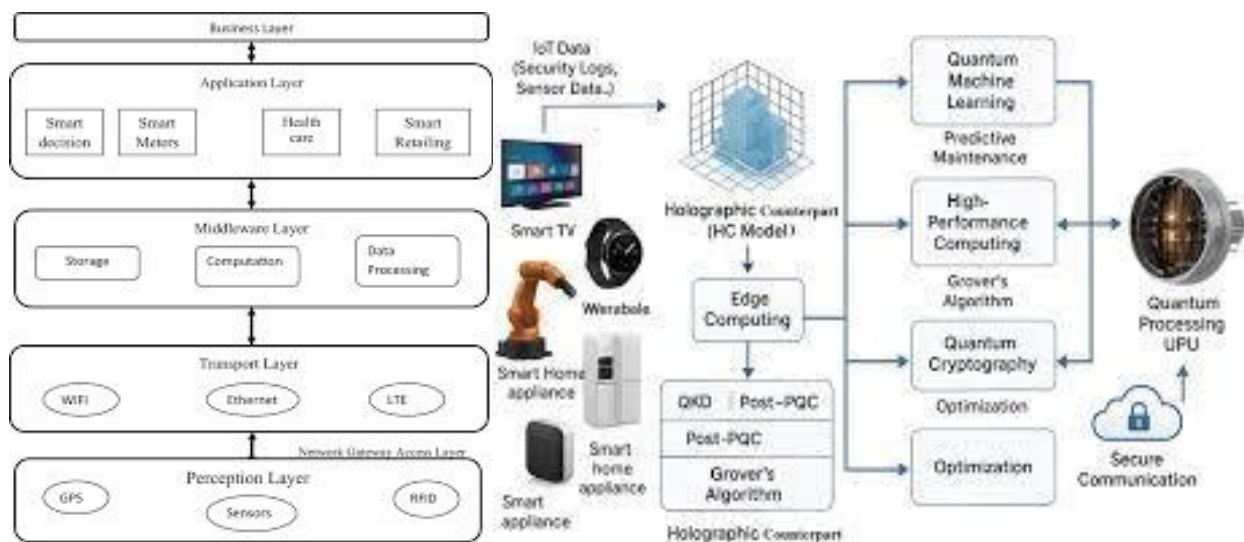 Business Layer
Application Layer
Smart
decision
Smart
Meters
Health
care
Smart
Retailing
Middleware Layer
Storage
Computation
Data
Processing
Transport Layer
WIFI
Ethernet
LTE
Network Gateway Access Layer
Perception Layer
GPS
Sensors
RFID
IoT Data
(Security Logs,
Sensor Data..)
Smart TV
Werabale
Smart Home
appliance
Smart
home
appliance
Smart
appliance
Holographic Counterpart
(HC Model)
Edge
Computing
QKD
Post-PQC
Post-PQC
Grover's
Algorithm
Holographic Counterpart
Quantum
Machine
Learning
Predictive
Maintenance
High-
Performance
Computing
Grover's
Algorithm
Quantum
Cryptography
Optimization
Optimization
Quantum
Processing
UPU
Secure
Communication